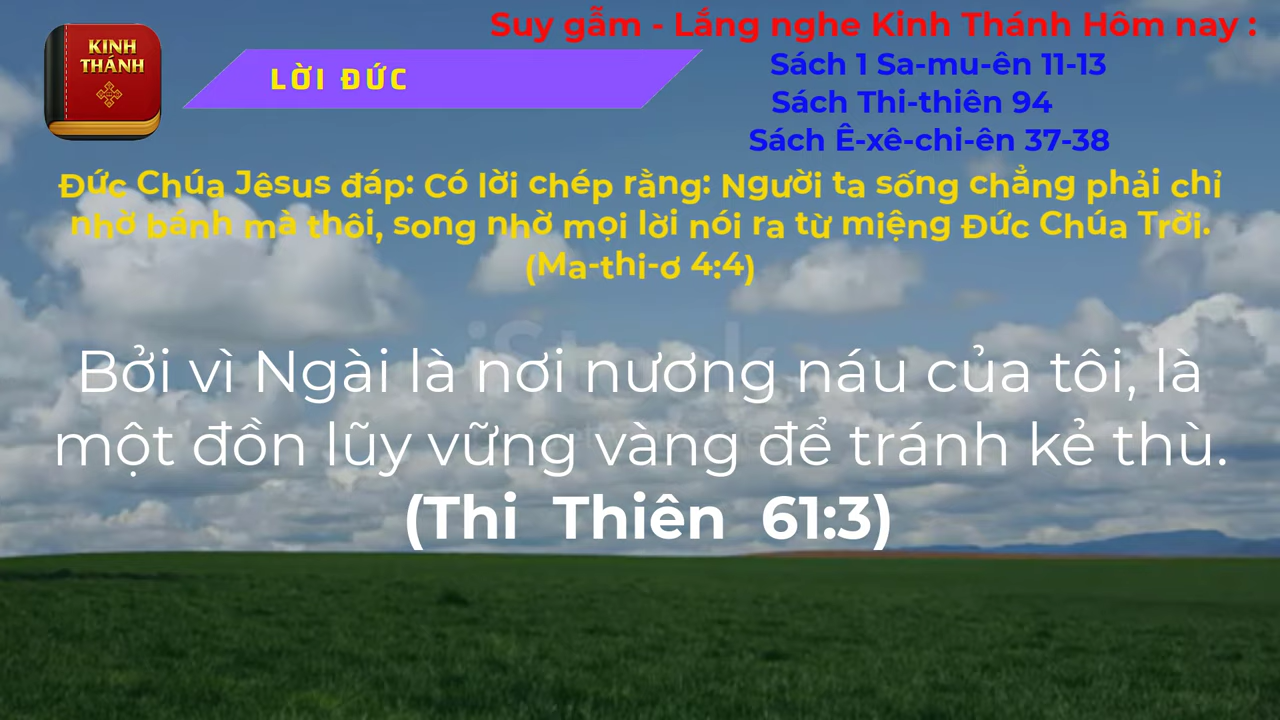 Suy gẫm - Lắng nghe Kinh Thánh Hôm nay :
KINH
THÁNH
LỜI ĐỨC
Sách 1 Sa-mu-ên 11-13
Sách Thi-thiên 94
Sách Ê-xê-chi-ên 37-38
Đức Chúa Jêsus đáp: Có lời chép rằng: Người ta sống chẳng phải chỉ
nhờ bánh mà thôi, song nhờ mọi lời nói ra từ miệng Đức Chúa Trời.
(Ma-thi-ơ 4:4)
iStock
Bởi vì Ngài là nơi nương náu của tôi, là
một đồn lũy vững vàng để tránh kẻ thù.
(Thi Thiên 61:3)